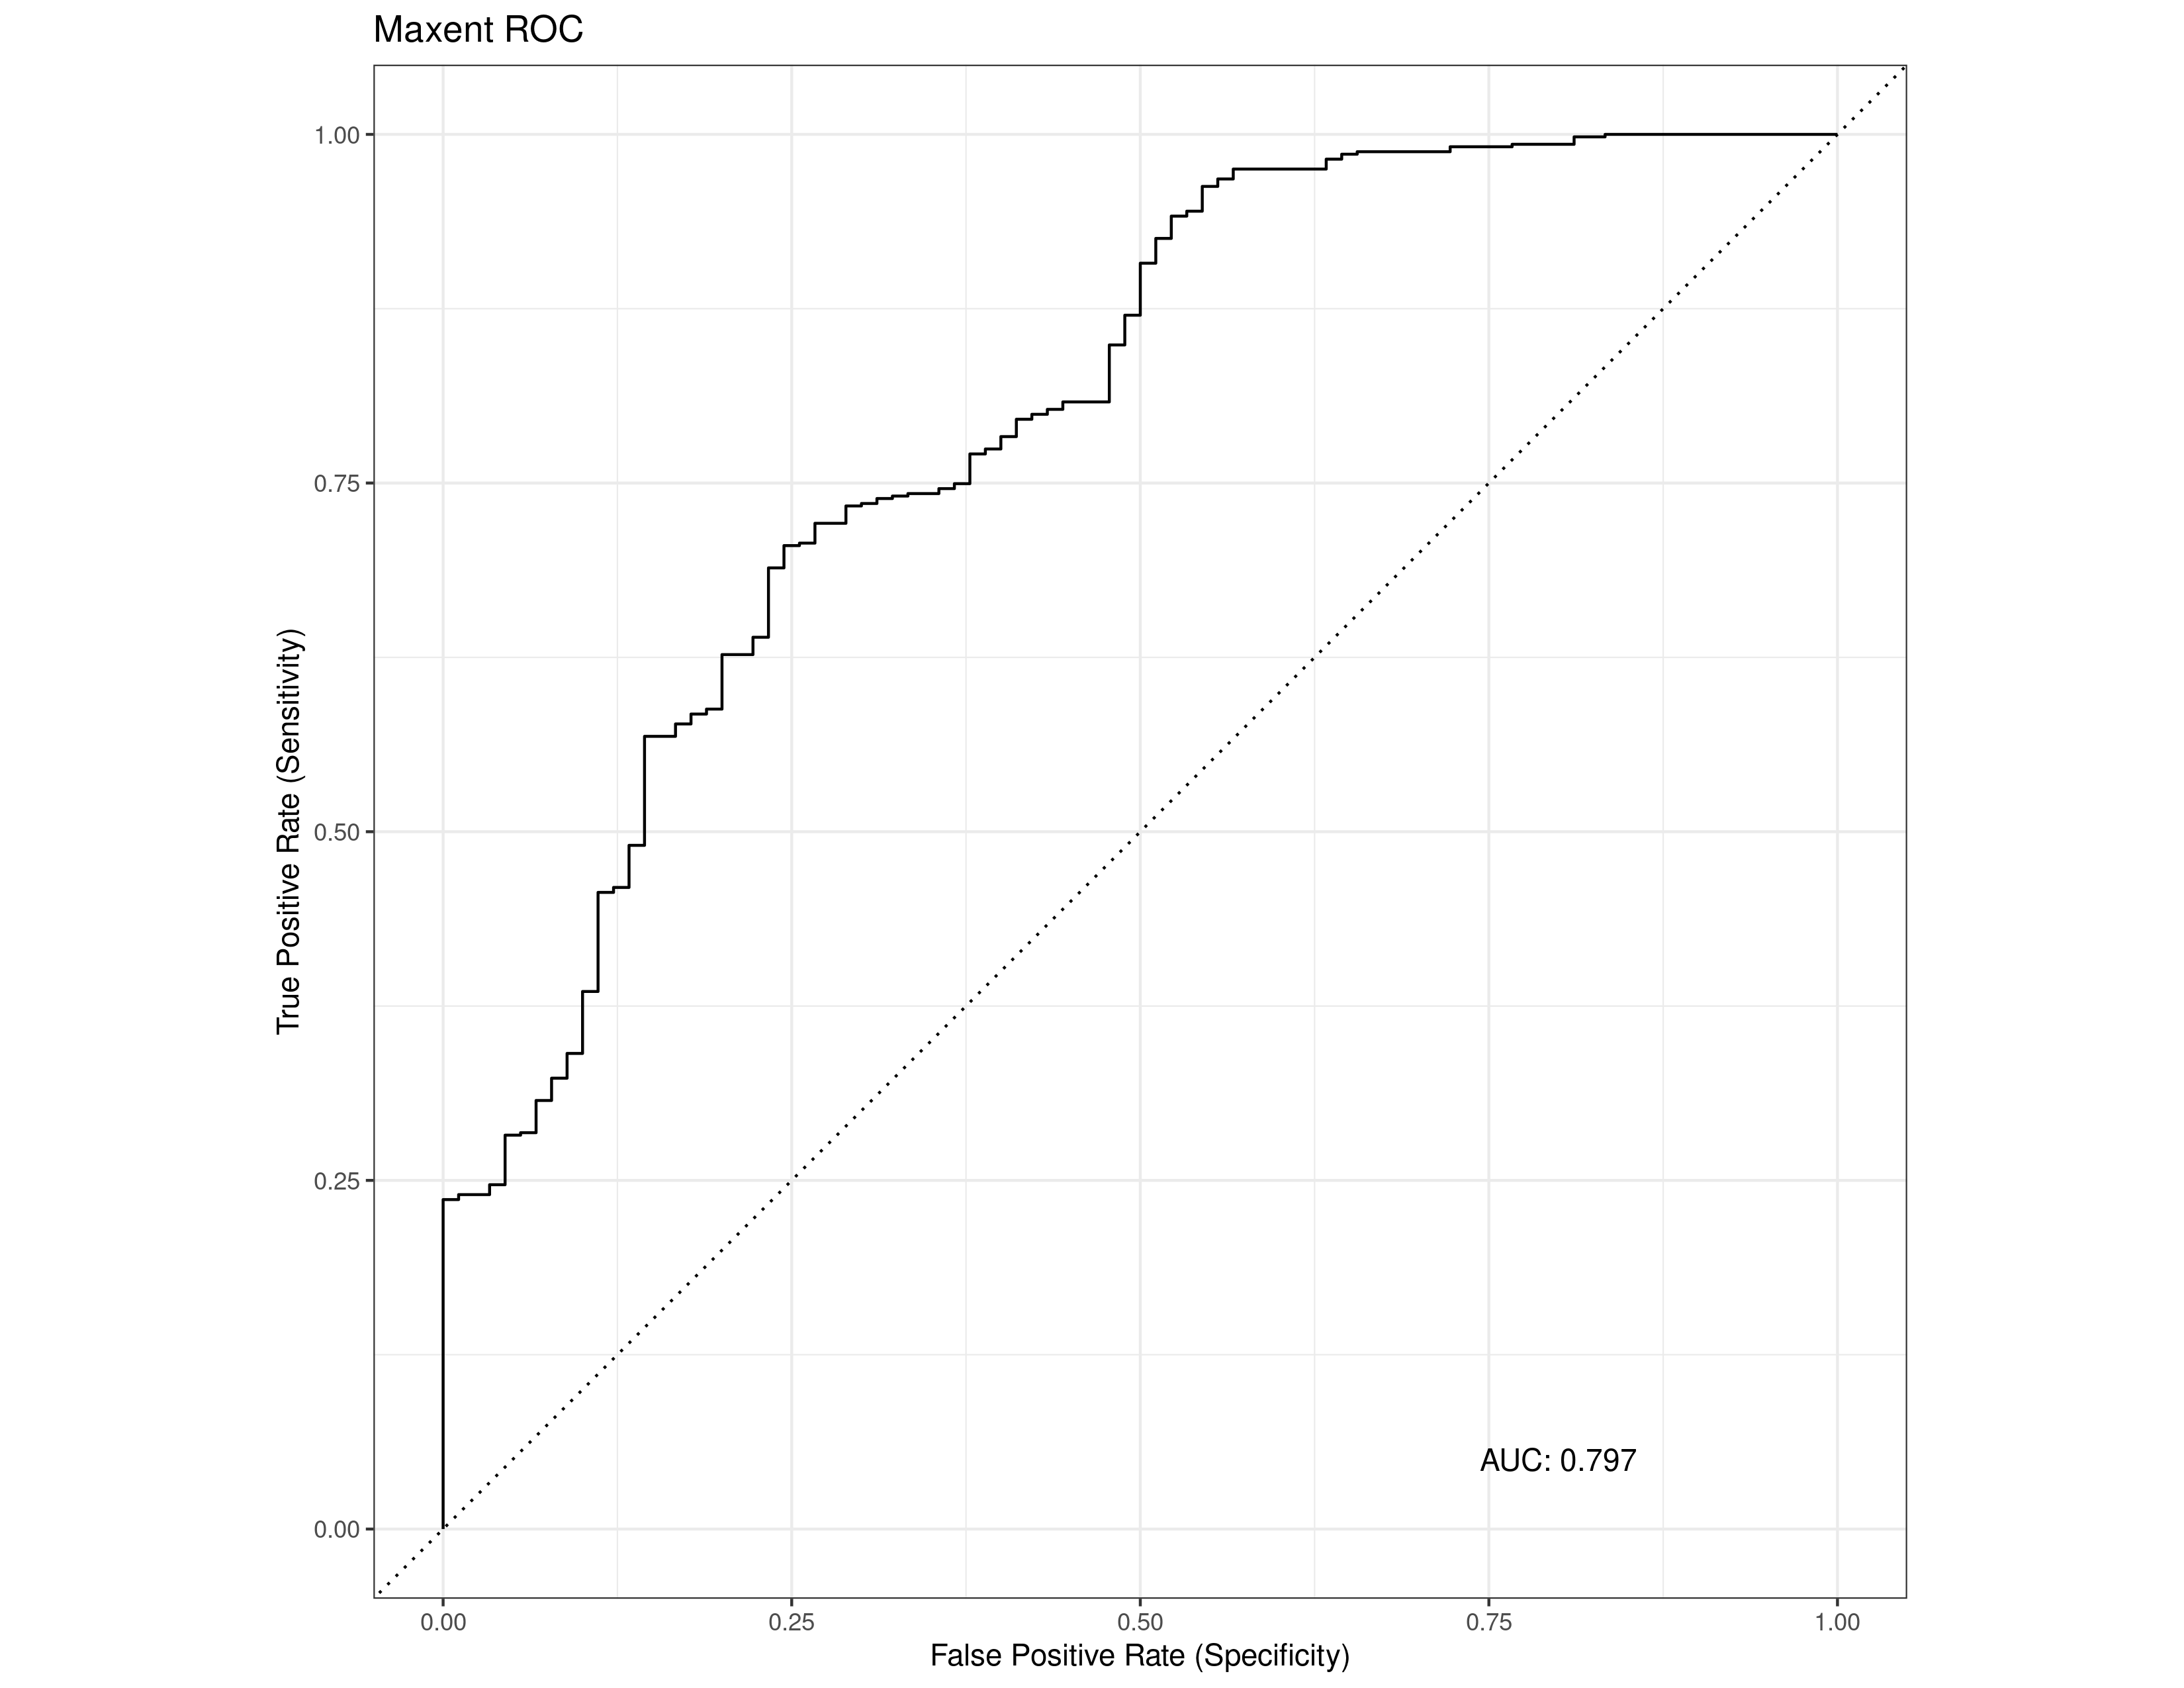 Maxent ROC
True Positive Rate (Sensitivity)
1.00
0.75
0.50
0.25
0.00
AUC: 0.797
0.00 0.25 0.50 0.75 1.00
False Positive Rate (Specificity)